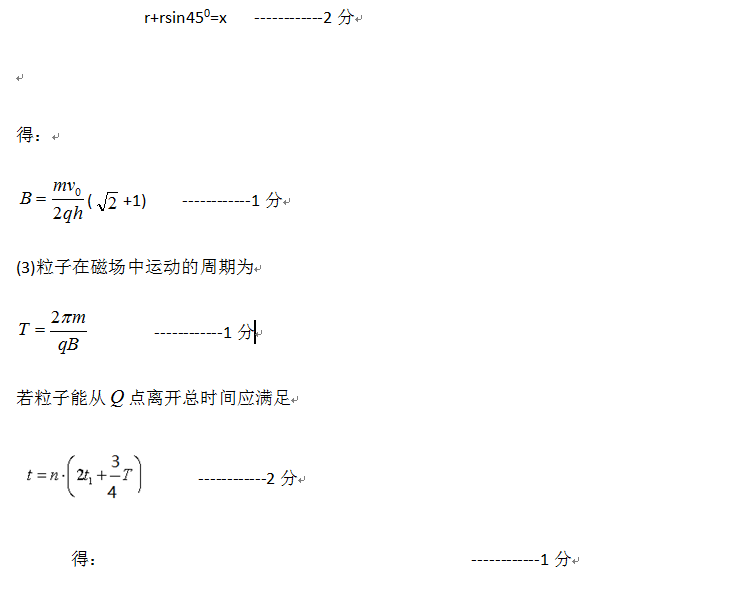 r+rsin45⁰=x ------------2 分
得：
B = mv₀/2qh (√2 +1) ------------1 分
(3)粒子在磁场中运动的周期为
T = 2πm/qB ------------1 分
若粒子能从 Q 点离开总时间应满足
t = n·(2t₁ + 3/4 T) ------------2 分
得： ------------1 分